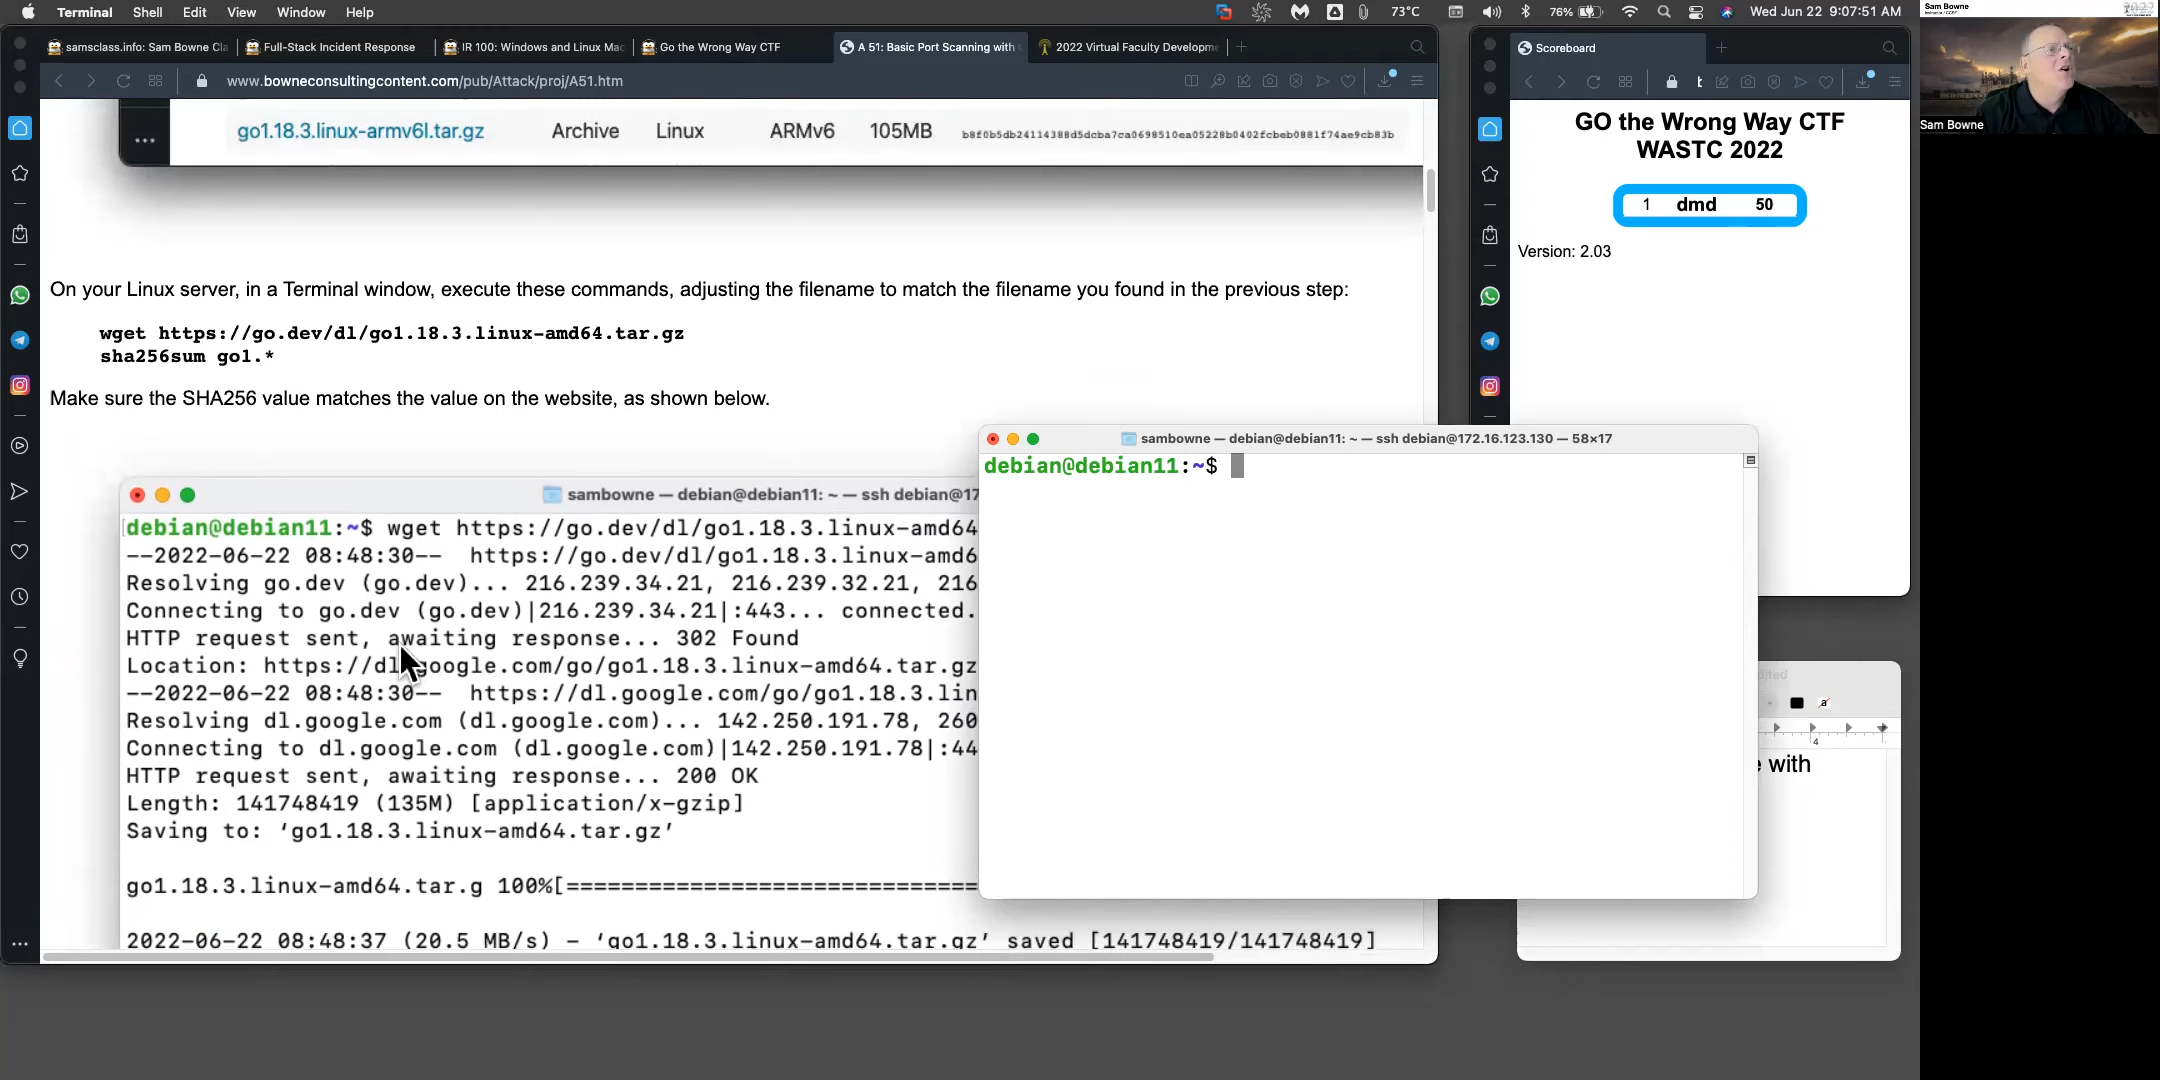 Terminal Shell Edit View Window Help
73°C 76% Wed Jun 22 9:07:51 AM
samsclass.info: Sam Bowne Cla
Full-Stack Incident Response
IR 100: Windows and Linux Mac
Go the Wrong Way CTF
A 51: Basic Port Scanning with
2022 Virtual Faculty Developme
www.bowneconsultingcontent.com/pub/Attack/proj/A51.htm
go1.18.3.linux-armv6l.tar.gz Archive Linux ARMv6 105MB b8f0b5db24114388d5dcba7ca0698510ea05228b0402fcbeb0881f74ae9cb83b
On your Linux server, in a Terminal window, execute these commands, adjusting the filename to match the filename you found in the previous step:
wget https://go.dev/dl/go1.18.3.linux-amd64.tar.gz
sha256sum go1.*
Make sure the SHA256 value matches the value on the website, as shown below.
sambowne — debian@debian11: ~ — ssh debian@17
debian@debian11:~$ wget https://go.dev/dl/go1.18.3.linux-amd64
--2022-06-22 08:48:30-- https://go.dev/dl/go1.18.3.linux-amd6
Resolving go.dev (go.dev)... 216.239.34.21, 216.239.32.21, 216
Connecting to go.dev (go.dev)|216.239.34.21|:443... connected.
HTTP request sent, awaiting response... 302 Found
Location: https://dl.google.com/go/go1.18.3.linux-amd64.tar.gz
--2022-06-22 08:48:30-- https://dl.google.com/go/go1.18.3.lin
Resolving dl.google.com (dl.google.com)... 142.250.191.78, 260
Connecting to dl.google.com (dl.google.com)|142.250.191.78|:44
HTTP request sent, awaiting response... 200 OK
Length: 141748419 (135M) [application/x-gzip]
Saving to: ‘go1.18.3.linux-amd64.tar.gz’
go1.18.3.linux-amd64.tar.g 100%[==============================
2022-06-22 08:48:37 (20.5 MB/s) - ‘go1.18.3.linux-amd64.tar.gz’ saved [141748419/141748419]
sambowne — debian@debian11: ~ — ssh debian@172.16.123.130 — 58×17
debian@debian11:~$
Scoreboard
GO the Wrong Way CTF
WASTC 2022
1 dmd 50
Version: 2.03
4
with
Sam Bowne
2022
Sam Bowne